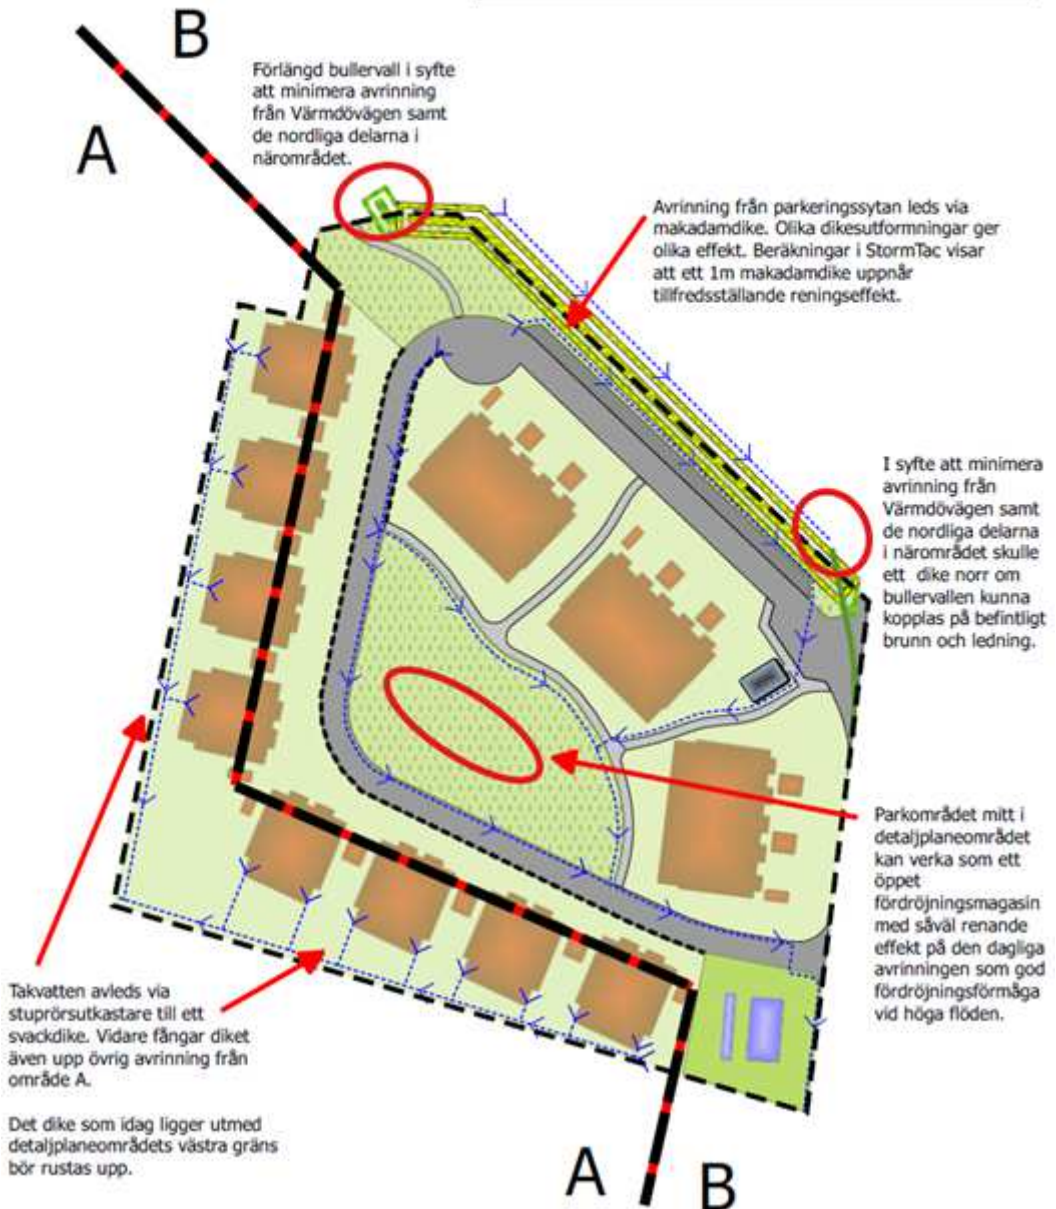 B
A
Förlängd bullervall i syfte
att minimera avrinning
från Värmdövägen samt
de nordliga delarna i
närområdet.
Avrinning från parkeringssytan leds via
makadamdike. Olika dikesutformningar ger
olika effekt. Beräkningar i StormTac visar
att ett 1m makadamdike uppnår
tillfredsställande reningseffekt.
I syfte att minimera
avrinning från
Värmdövägen samt
de nordliga delarna
i närområdet skulle
ett dike norr om
bullervallen kunna
kopplas på befintligt
brunn och ledning.
Parkområdet mitt i
detaljplaneområdet
kan verka som ett
öppet
fördröjningsmagasin
med såväl renande
effekt på den dagliga
avrinningen som god
fördröjningsförmåga
vid höga flöden.
Takvatten avleds via
stuprörsutkastare till ett
svackdike. Vidare fångar diket
även upp övrig avrinning från
område A.
Det dike som idag ligger utmed
detaljplaneområdets västra gräns
bör rustas upp.
A
B